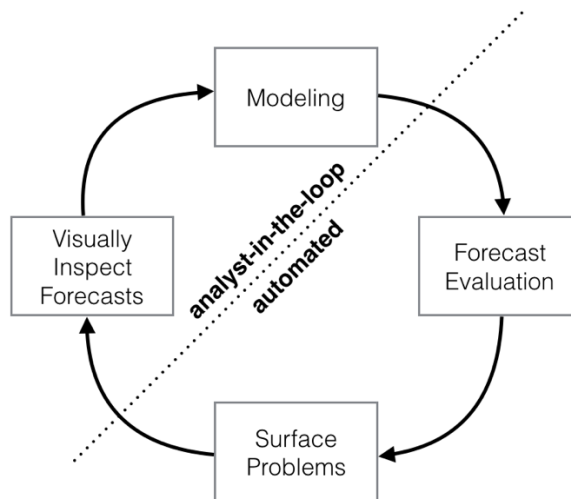 Modeling
analyst-in-the-loop
automated
Visually
Inspect
Forecasts
Forecast
Evaluation
Surface
Problems